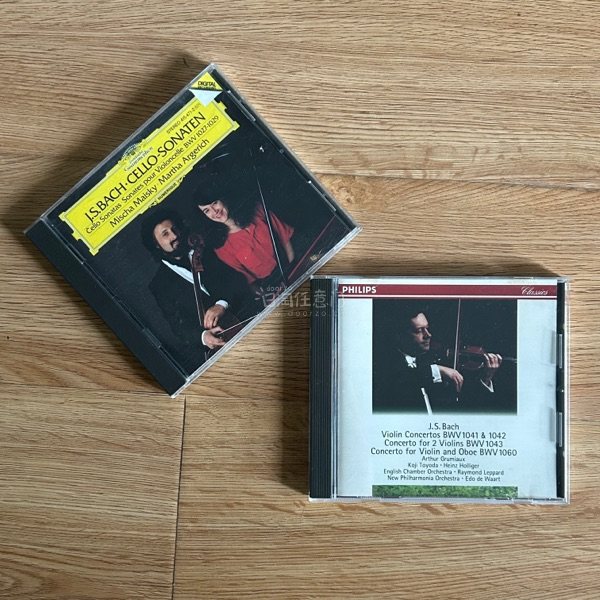 DIGITAL
STEREO
J.S.BACH·CELLO-SONATEN
Cello Sonatas · Sonates pour Violoncelle BWV 1027-1029
Mischa Maisky · Martha Argerich
PHILIPS
Classics
J.S. Bach
Violin Concertos BWV 1041 & 1042
Concerto for 2 Violins BWV 1043
Concerto for Violin and Oboe BWV 1060
Arthur Grumiaux
Koji Toyoda · Heinz Holliger
English Chamber Orchestra · Raymond Leppard
New Philharmonia Orchestra · Edo de Waart